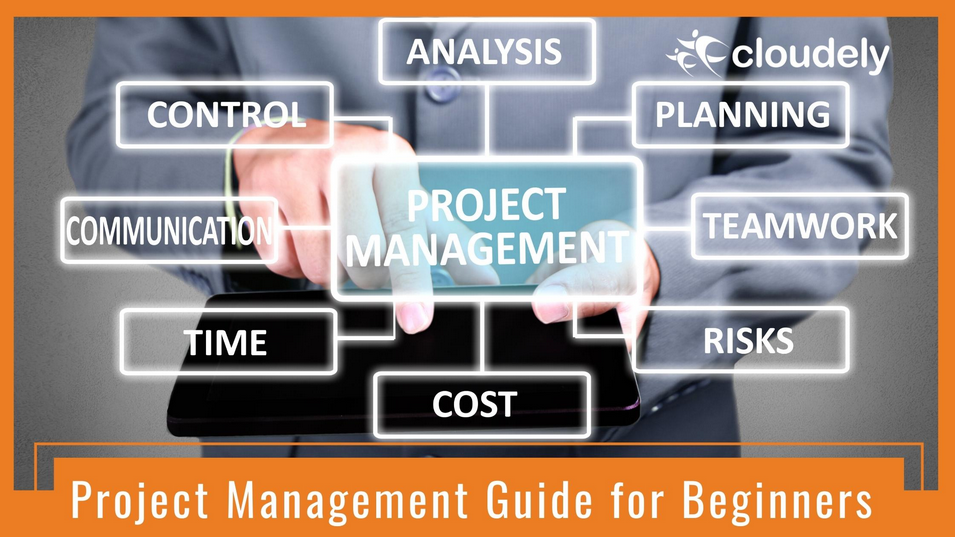 ANALYSIS
cloudely
CONTROL
PLANNING
PROJECT
MANAGEMENT
COMMUNICATION
TEAMWORK
TIME
RISKS
COST
Project Management Guide for Beginners